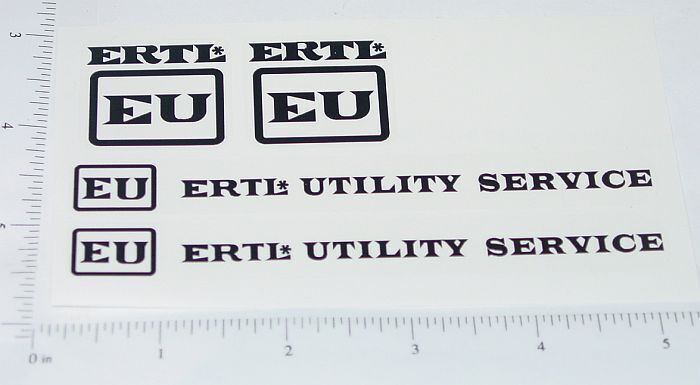 ERTL* ERTL*
EU EU
EU ERTL* UTILITY SERVICE
EU ERTL* UTILITY SERVICE
3
4
5
0 in 1 2 3 4 5